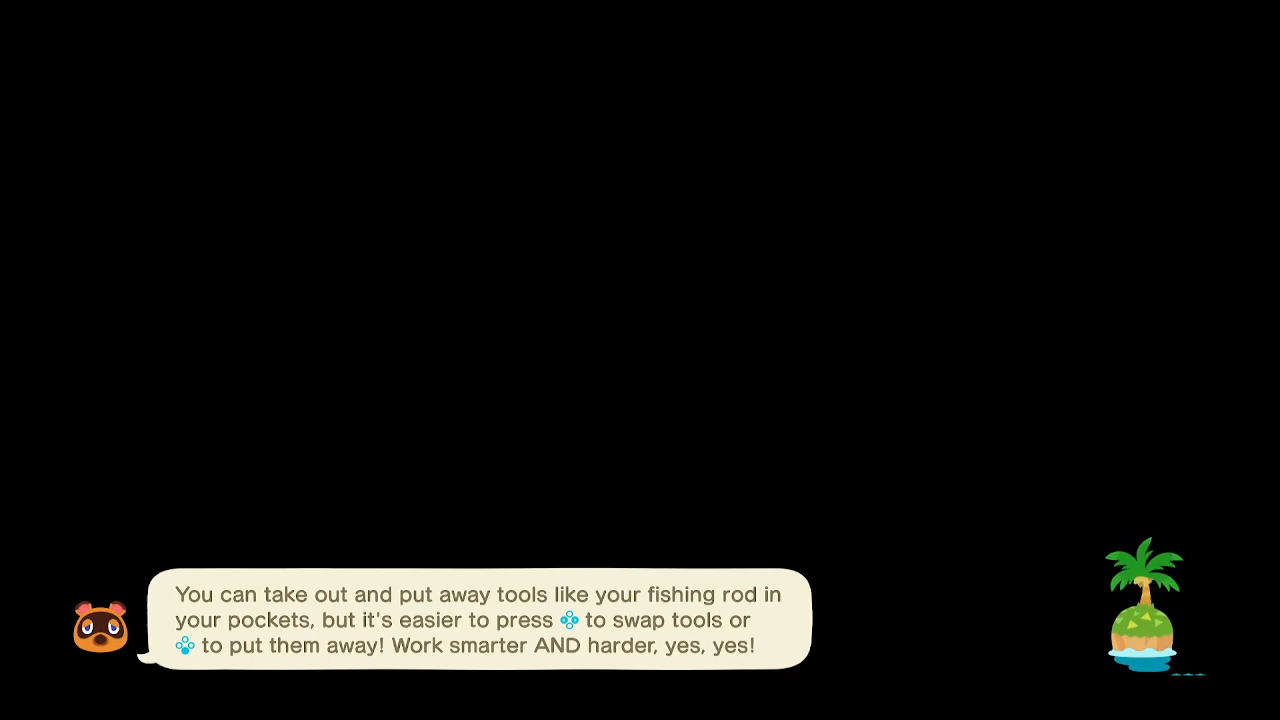 You can take out and put away tools like your fishing rod in
your pockets, but it's easier to press to swap tools or
to put them away! Work smarter AND harder, yes, yes!